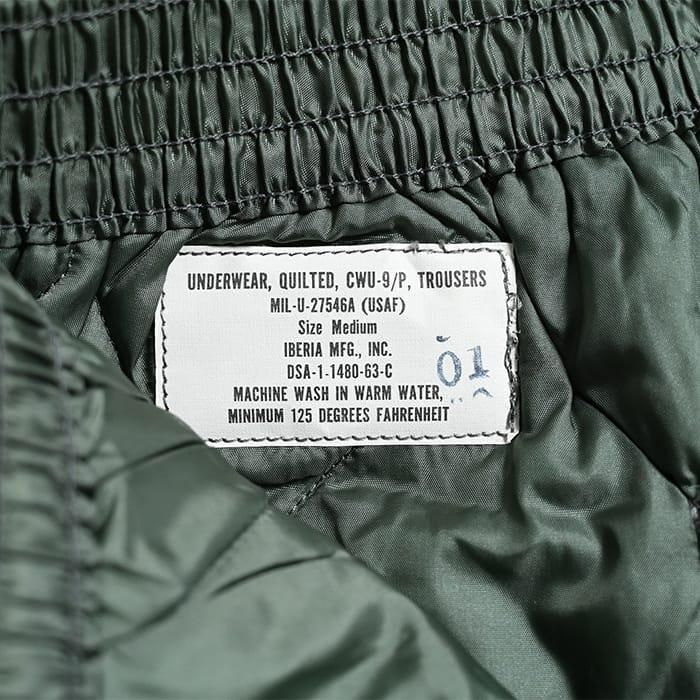 UNDERWEAR, QUILTED, CWU-9/P, TROUSERS
MIL-U-27546A (USAF)
Size Medium
IBERIA MFG., INC.
DSA-1-1480-63-C
01
MACHINE WASH IN WARM WATER,
MINIMUM 125 DEGREES FAHRENHEIT